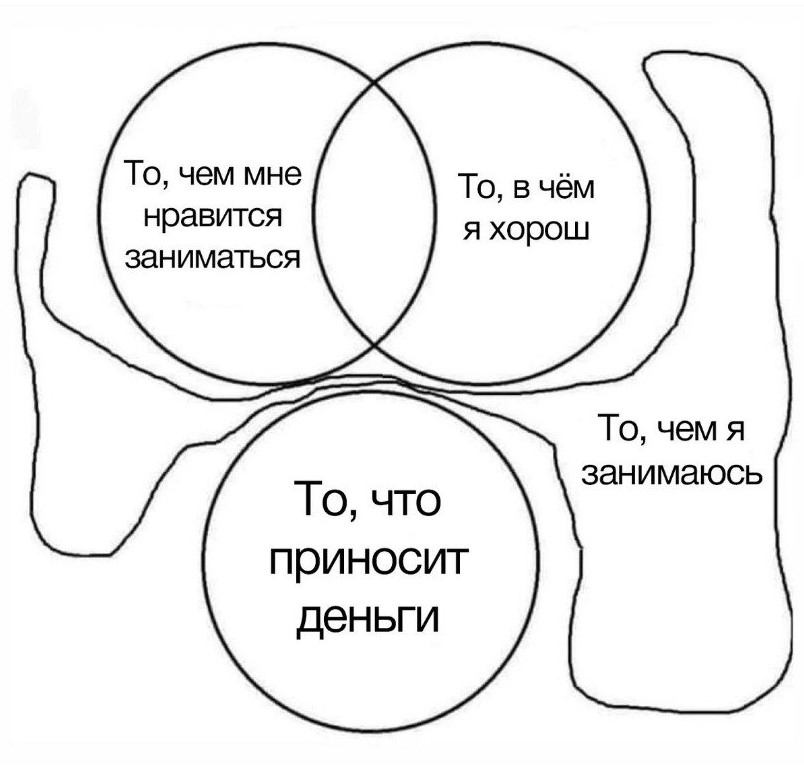 То, чем мне
нравится
заниматься
То, в чём
я хорош
То, чем я
занимаюсь
То, что
приносит
деньги